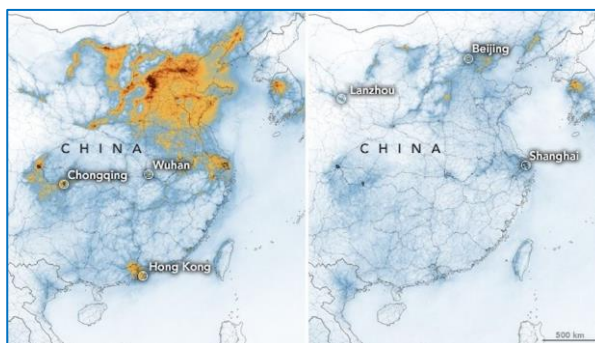 CHINA
Wuhan
Chongqing
Hong Kong
Beijing
Lanzhou
CHINA
Shanghai
500 km